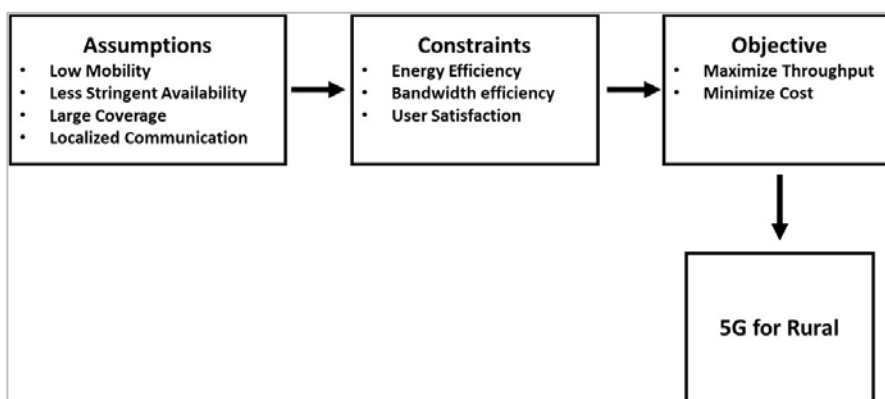 Assumptions
• Low Mobility
• Less Stringent Availability
• Large Coverage
• Localized Communication
Constraints
• Energy Efficiency
• Bandwidth efficiency
• User Satisfaction
Objective
• Maximize Throughput
• Minimize Cost
5G for Rural